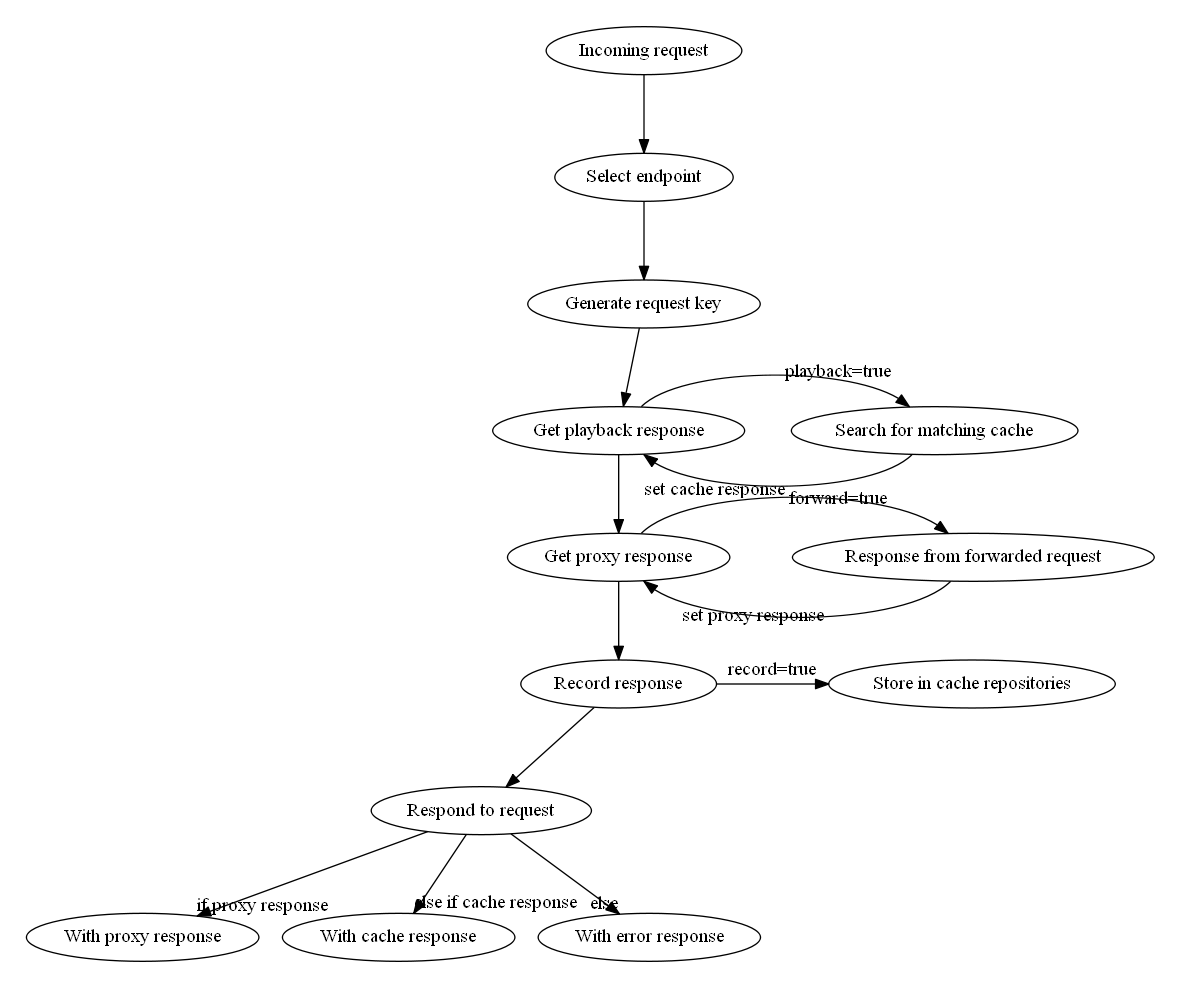 Incoming request
Select endpoint
Generate request key
playback=true
Get playback response
Search for matching cache
set cache response
forward=true
Get proxy response
Response from forwarded request
set proxy response
record=true
Record response
Store in cache repositories
Respond to request
if proxy response
else if cache response
else
With proxy response
With cache response
With error response